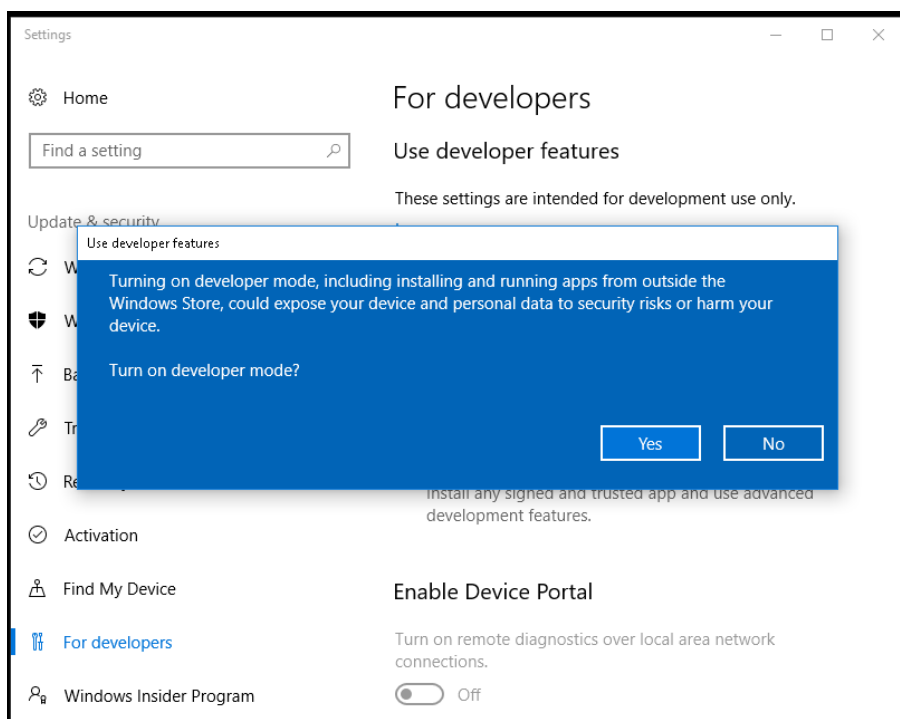 Settings
Home
For developers
Find a setting
Use developer features
These settings are intended for development use only.
Update & security
Use developer features
Turning on developer mode, including installing and running apps from outside the
Windows Store, could expose your device and personal data to security risks or harm your
device.
Turn on developer mode?
Yes
No
Install any signed and trusted app and use advanced
development features.
Activation
Find My Device
Enable Device Portal
For developers
Turn on remote diagnostics over local area network
connections.
Windows Insider Program
Off